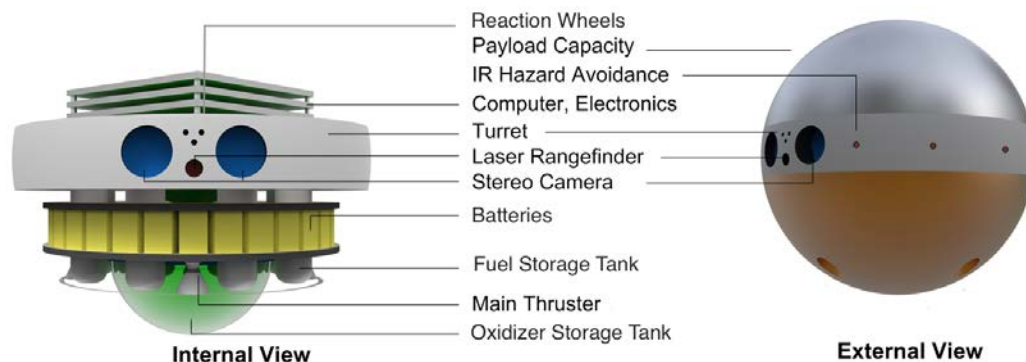 Reaction Wheels
Payload Capacity
IR Hazard Avoidance
Computer, Electronics
Turret
Laser Rangefinder
Stereo Camera
Batteries
Fuel Storage Tank
Main Thruster
Oxidizer Storage Tank
Internal View
External View